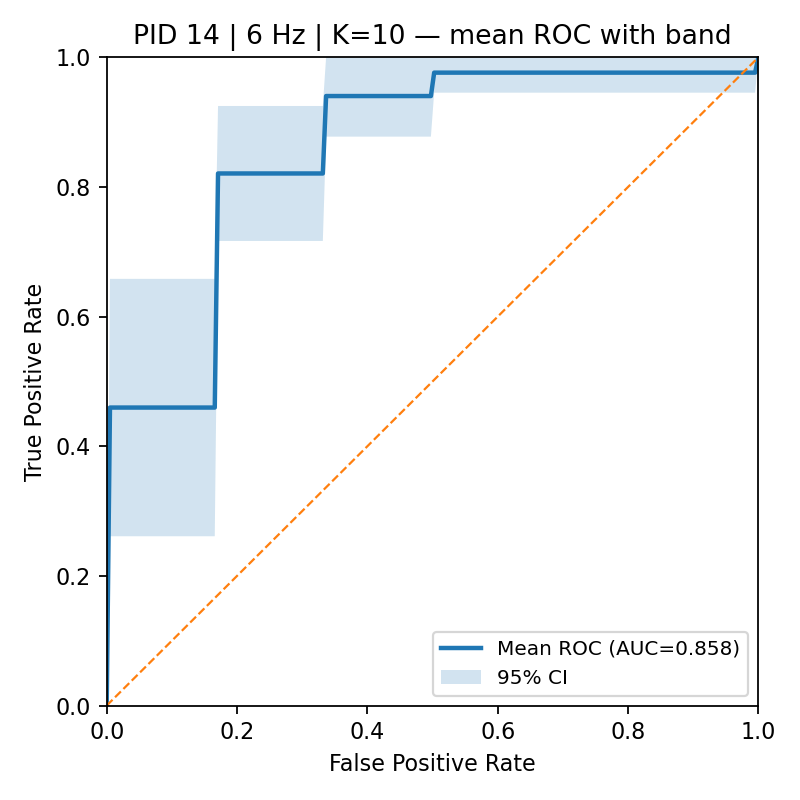 PID 14 | 6 Hz | K=10 — mean ROC with band
1.0
0.8
0.6
0.4
0.2
0.0
True Positive Rate
Mean ROC (AUC=0.858)
95% CI
0.0 0.2 0.4 0.6 0.8 1.0
False Positive Rate